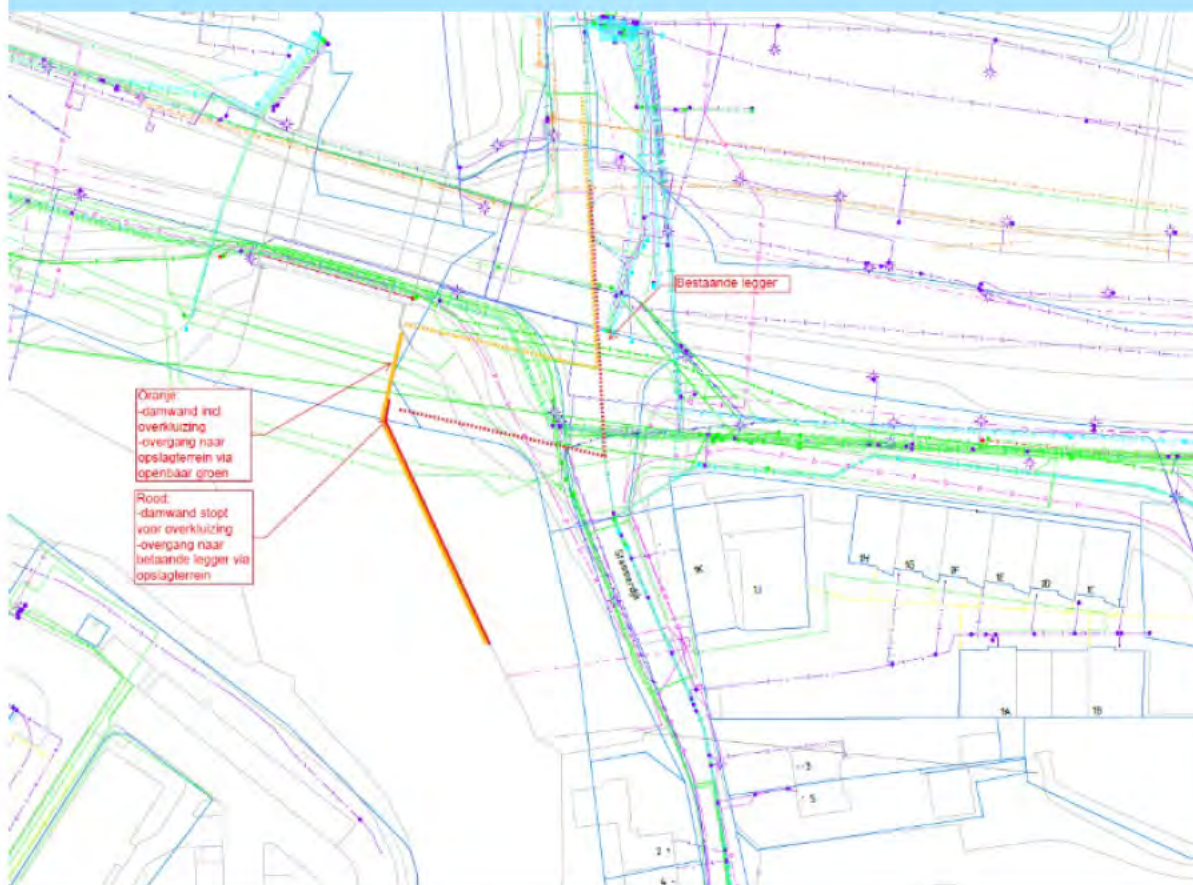 Bestaande legger
Oranje:
-damwand incl.
overkluizing
-overgang naar
opslagterrein via
openbaar groen
Rood:
-damwand stopt
voor overkluizing
-overgang naar
betaande legger via
opslagterrein
1H
1G
1F
1E
1D
1C
1K
1J
1A
1B
3
5
2